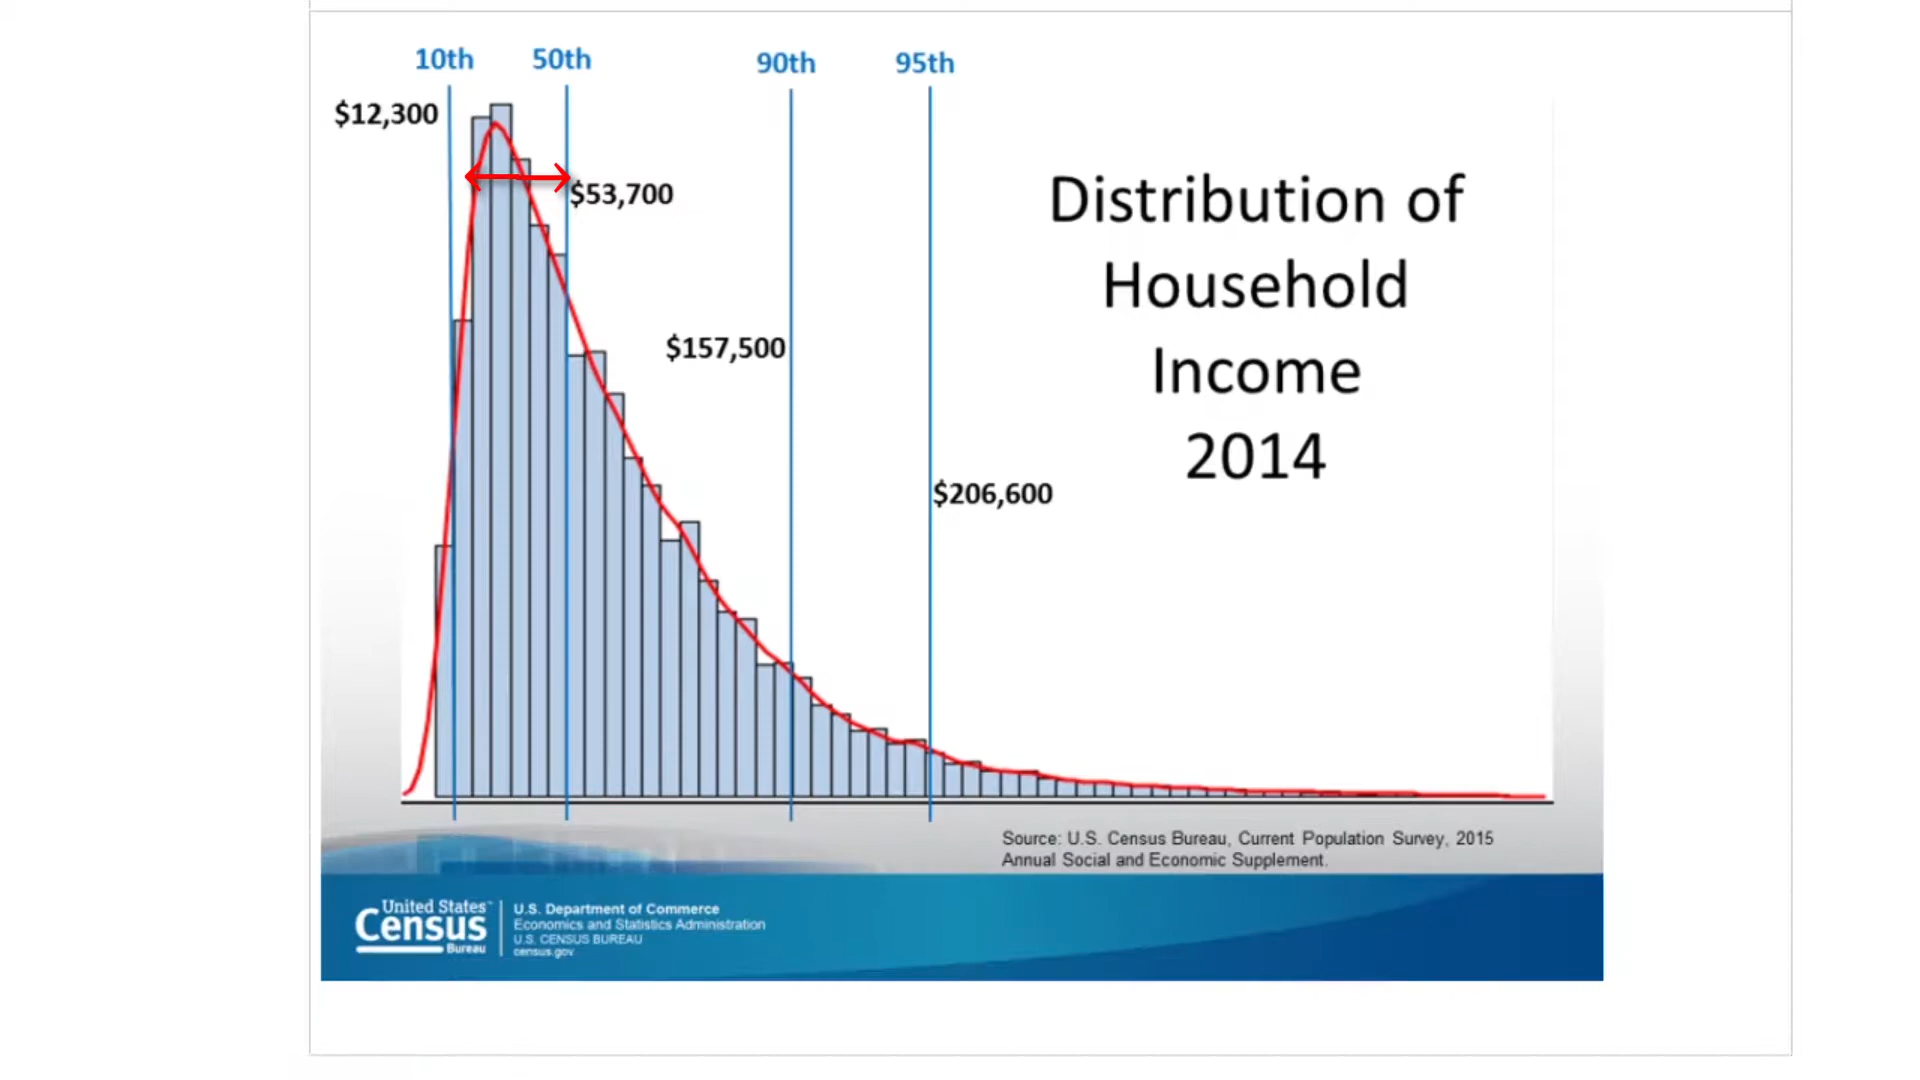 10th 50th 90th 95th
$12,300
$53,700
$157,500
$206,600
Distribution of
Household
Income
2014
Source: U.S. Census Bureau, Current Population Survey, 2015
Annual Social and Economic Supplement.
United States™
Census
Bureau
U.S. Department of Commerce
Economics and Statistics Administration
U.S. CENSUS BUREAU
census.gov